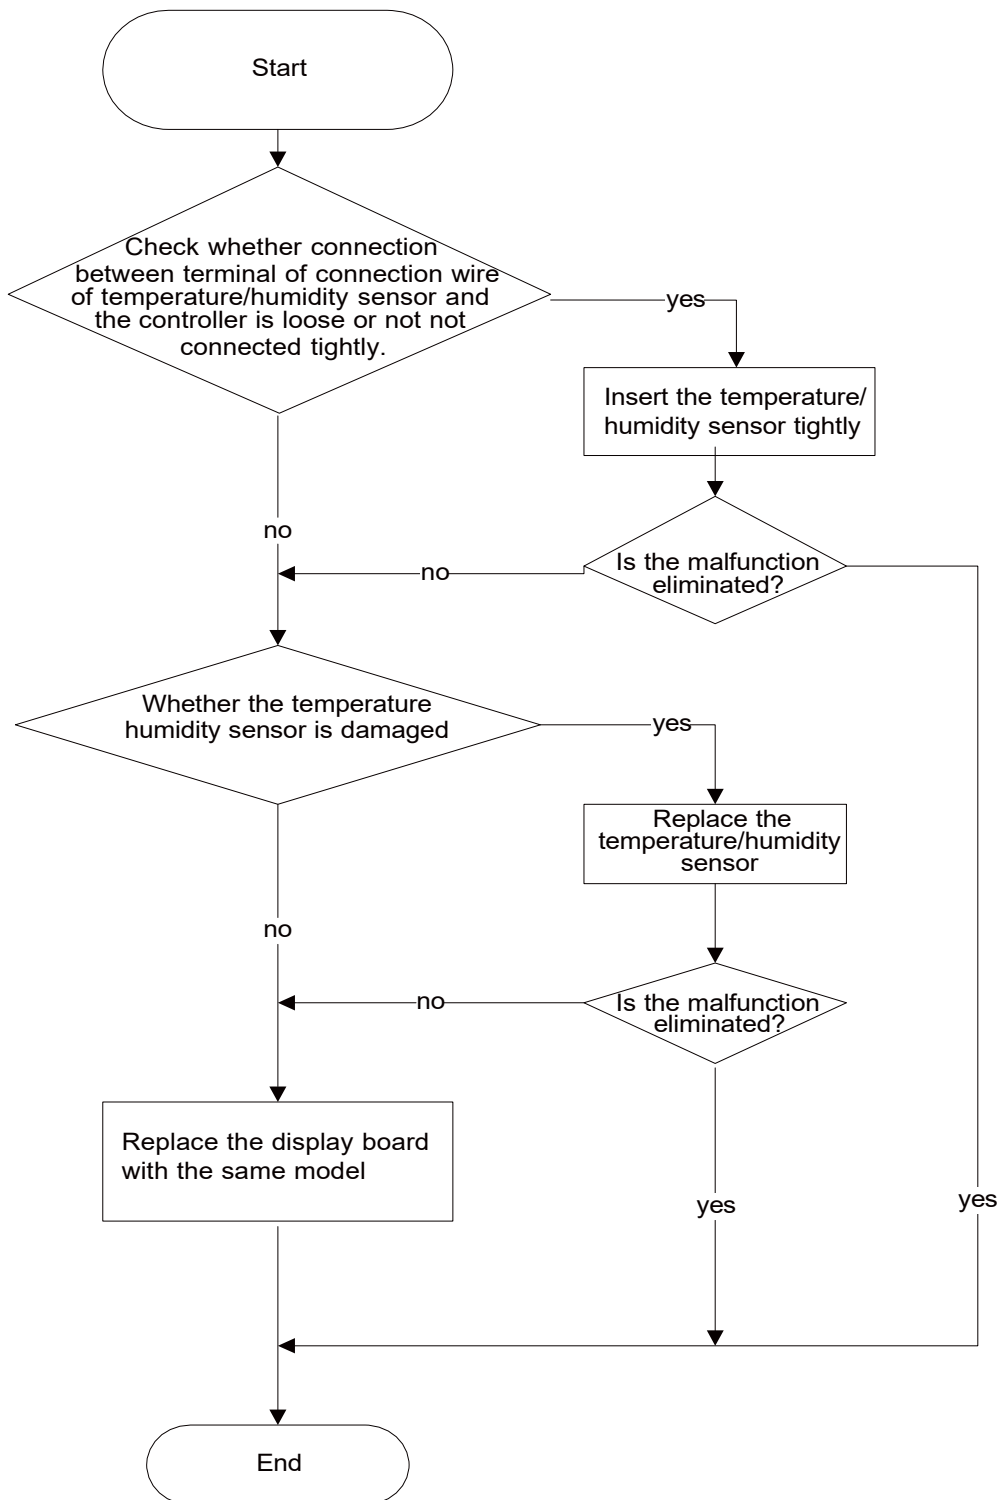 Start
Check whether connection
between terminal of connection wire
of temperature/humidity sensor and
the controller is loose or not not
connected tightly.
yes
Insert the temperature/
humidity sensor tightly
no
Is the malfunction
eliminated?
no
Whether the temperature
humidity sensor is damaged
yes
Replace the
temperature/humidity
sensor
no
Is the malfunction
eliminated?
no
Replace the display board
with the same model
yes
yes
End